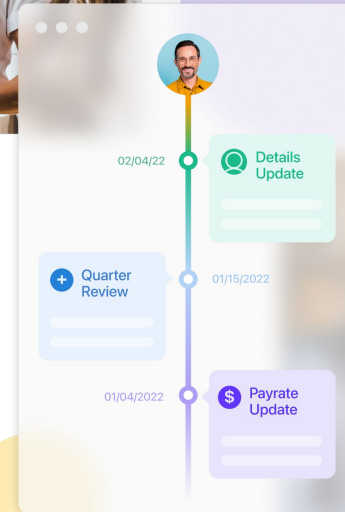 02/04/22
Details
Update
Quarter
Review
01/15/2022
01/04/2022
$ Payrate
Update